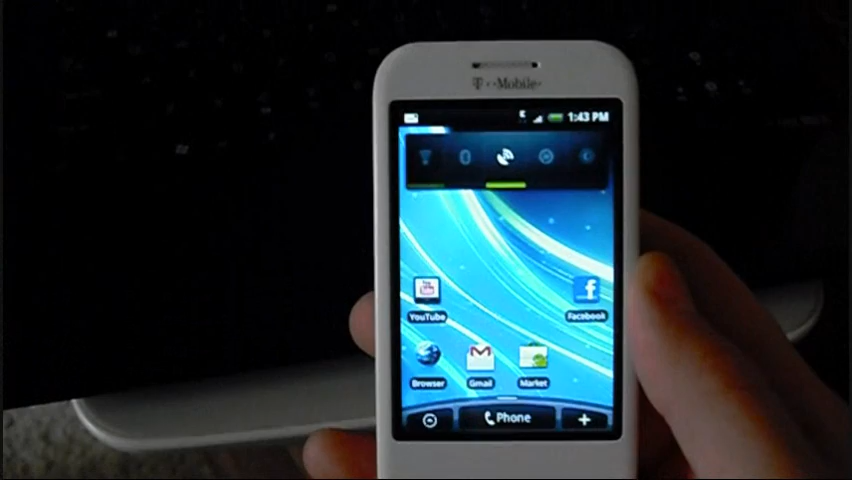 T-Mobile
1:43 PM
YouTube
Facebook
Browser
Gmail
Market
Phone